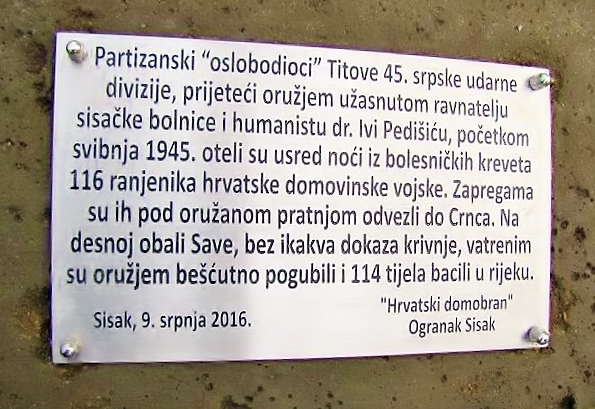 Partizanski “oslobodioci” Titove 45. srpske udarne
divizije, prijeteći oružjem užasnutom ravnatelju
sisačke bolnice i humanistu dr. Ivi Pedišiću, početkom
svibnja 1945. oteli su usred noći iz bolesničkih kreveta
116 ranjenika hrvatske domovinske vojske. Zapregama
su ih pod oružanom pratnjom odvezli do Crnca. Na
desnoj obali Save, bez ikakva dokaza krivnje, vatrenim
su oružjem bešćutno pogubili i 114 tijela bacili u rijeku.
"Hrvatski domobran"
Sisak, 9. srpnja 2016.
Ogranak Sisak